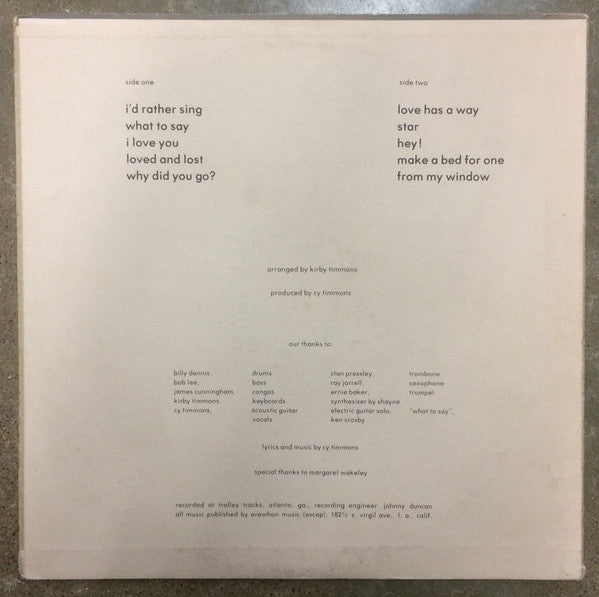 side one
i'd rather sing
what to say
i love you
loved and lost
why did you go?
side two
love has a way
star
hey!
make a bed for one
from my window
arranged by kirby timmons
produced by cy timmons
our thanks to:
billy dennis, drums
bob lee, bass
james cunningham, congas
kirby timmons, keyboards
cy timmons, acoustic guitar
vocals
stan pressley, trombone
ray jarrell, saxophone
ernie baker, trumpet
synthesizer by shayne
electric guitar solo, "what to say",
ken crosby
lyrics and music by cy timmons
special thanks to margaret wakeley
recorded at trolley tracks, atlanta, ga., recording engineer: johnny duncan
all music published by erewhon music (ascap), 182½ s. virgil ave., l. a., calif.